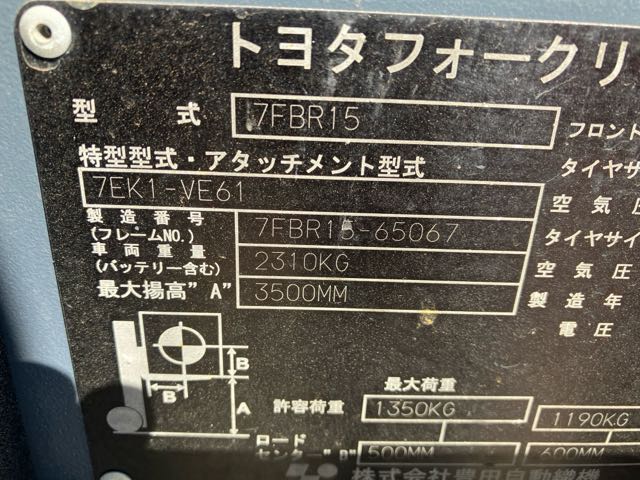 トヨタフォークリ
型 式 7FBR15 フロント
特型型式・アタッチメント型式 タイヤサ
7EK1-VE61 空気圧
製造番号 (フレームNO.) 7FBR15-65067 タイヤサイ
車両重量 (バッテリー含む) 2310KG 空気圧
最大揚高"A" 3500MM 製造年
電圧
B
B
A
最大荷重
許容荷重 1350KG 1190KG
ロード
センター"B" 500MM 600MM
株式会社豊田自動織機